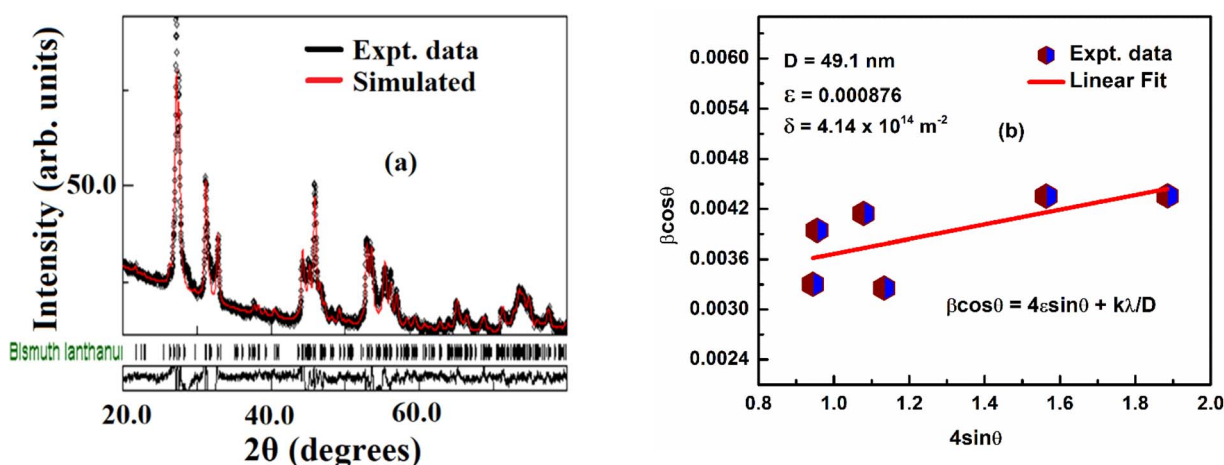 Expt. data
Simulated
(a)
Intensity (arb. units)
50.0
Bismuth lanthanu
20.0 40.0 60.0
2θ (degrees)
0.0060
0.0054
0.0048
0.0042
0.0036
0.0030
0.0024
βcosθ
D = 49.1 nm
ε = 0.000876
δ = 4.14 x 10¹⁴ m⁻²
Expt. data
Linear Fit
(b)
βcosθ = 4εsinθ + kλ/D
0.8 1.0 1.2 1.4 1.6 1.8 2.0
4sinθ